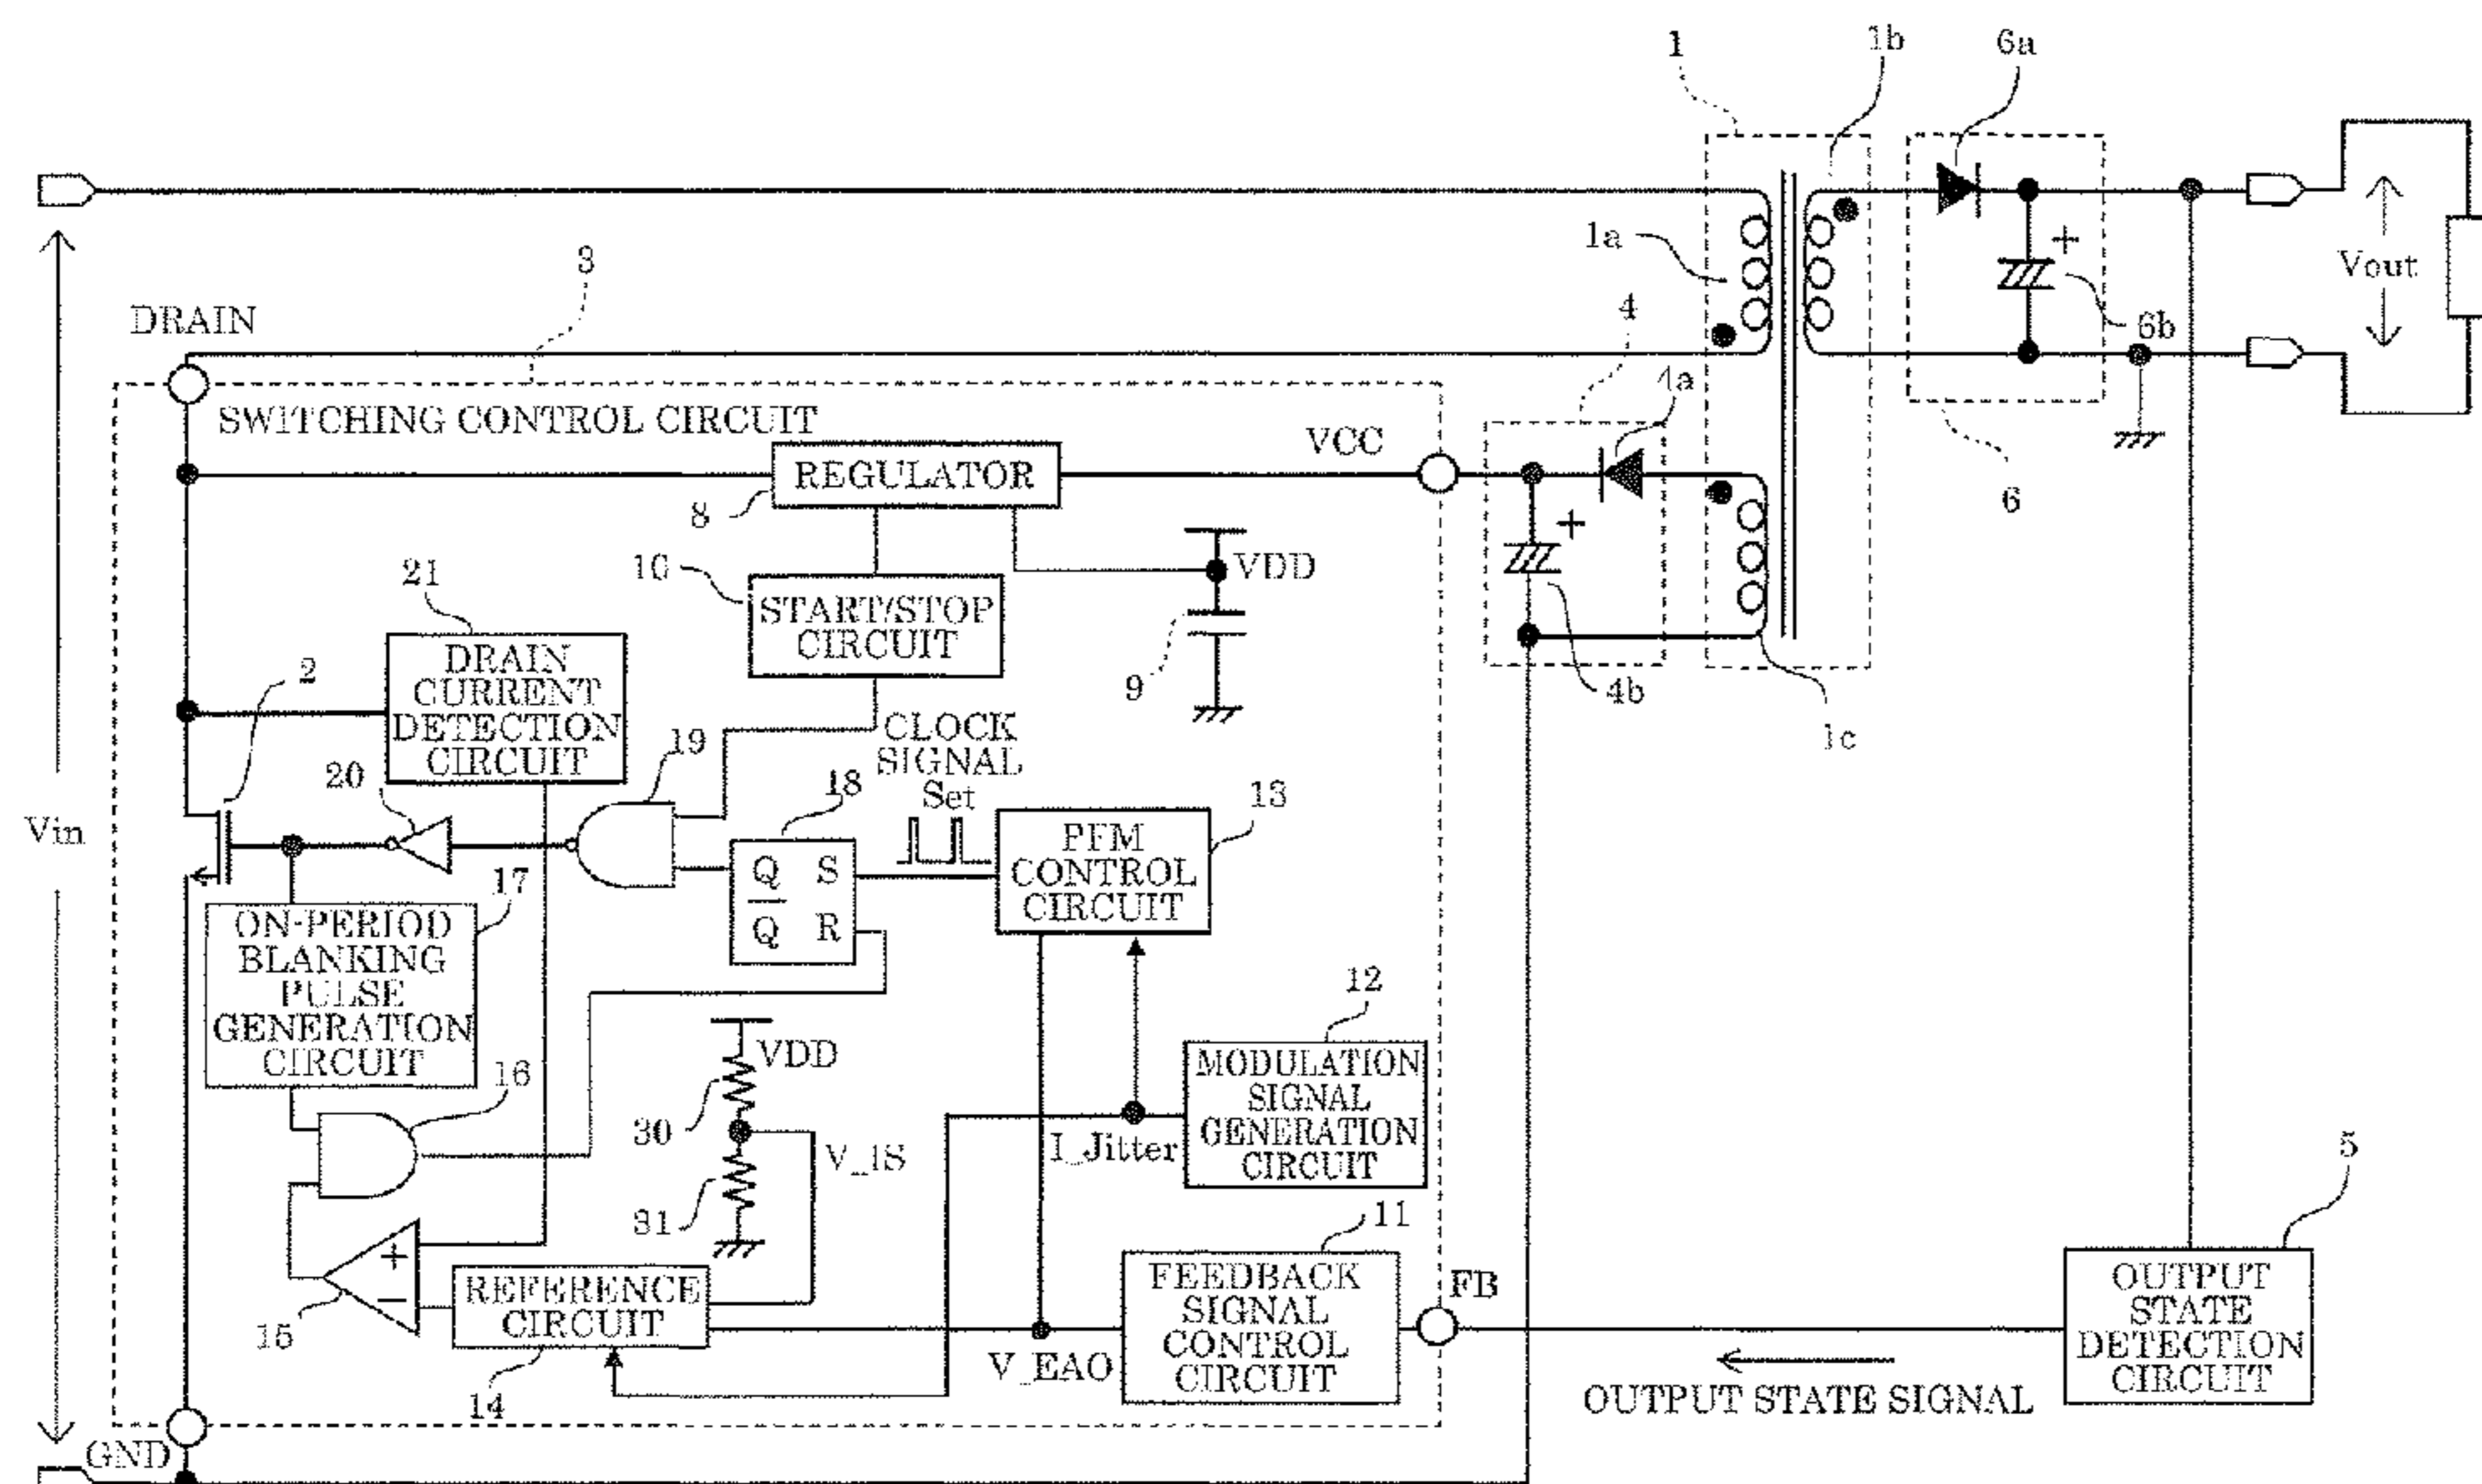 1
1b
6a
1a
Vout
3
4
6b
DRAIN
4a
SWITCHING CONTROL CIRCUIT
VCC
REGULATOR
8
6
+
+
10
VDD
21
START/STOP
CIRCUIT
DRAIN
CURRENT
DETECTION
CIRCUIT
2
9
4b
1c
CLOCK
SIGNAL
Set
19
20
18
13
Vin
PFM
CONTROL
CIRCUIT
Q S
Q R
17
ON-PERIOD
BLANKING
PULSE
GENERATION
CIRCUIT
12
VDD
MODULATION
SIGNAL
GENERATION
CIRCUIT
16
30
V_IS
I_Jitter
5
31
11
+
−
15
REFERENCE
CIRCUIT
FEEDBACK
SIGNAL
CONTROL
CIRCUIT
FB
OUTPUT
STATE
DETECTION
CIRCUIT
V_EAO
14
OUTPUT STATE SIGNAL
GND